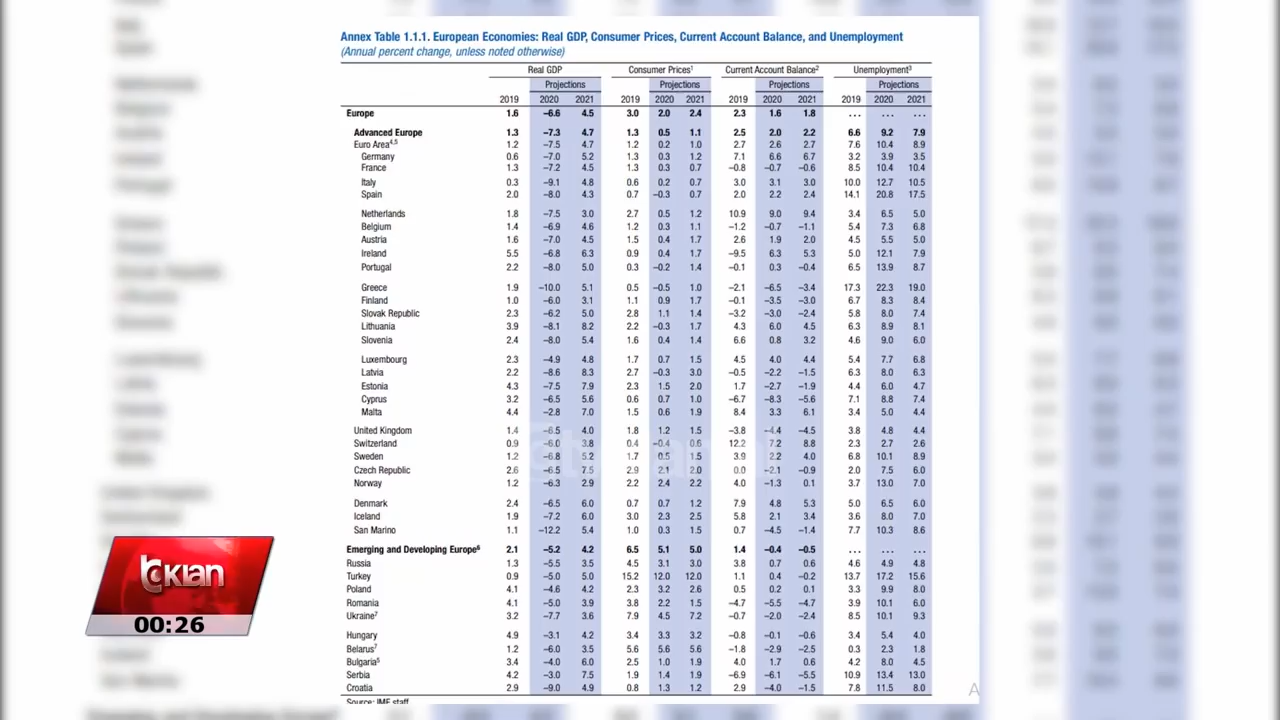 Annex Table 1.1.1. European Economies: Real GDP, Consumer Prices, Current Account Balance, and Unemployment
(Annual percent change, unless noted otherwise)
Real GDP Consumer Prices¹ Current Account Balance² Unemployment³
Projections Projections Projections Projections
2019 2020 2021 2019 2020 2021 2019 2020 2021 2019 2020 2021
Europe 1.6 –6.6 4.5 3.0 2.0 2.4 2.3 1.6 1.8 ... ... ...
Advanced Europe 1.3 –7.3 4.7 1.3 0.5 1.1 2.5 2.0 2.2 6.6 9.2 7.9
Euro Area⁴,⁵ 1.2 –7.5 4.7 1.2 0.2 1.0 2.7 2.6 2.7 7.6 10.4 8.9
Germany 0.6 –7.0 5.2 1.3 0.3 1.2 7.1 6.6 6.7 3.2 3.9 3.5
France 1.3 –7.2 4.5 1.3 0.3 0.7 –0.8 –0.7 –0.6 8.5 10.4 10.4
Italy 0.3 –9.1 4.8 0.6 0.2 0.7 3.0 3.1 3.0 10.0 12.7 10.5
Spain 2.0 –8.0 4.3 0.7 –0.3 0.7 2.0 2.2 2.4 14.1 20.8 17.5
Netherlands 1.8 –7.5 3.0 2.7 0.5 1.2 10.9 9.0 9.4 3.4 6.5 5.0
Belgium 1.4 –6.9 4.6 1.2 0.3 1.1 –1.2 –0.7 –1.1 5.4 7.3 6.8
Austria 1.6 –7.0 4.5 1.5 0.4 1.7 2.6 1.9 2.0 4.5 5.5 5.0
Ireland 5.5 –6.8 6.3 0.9 0.4 1.7 –9.5 6.3 5.3 5.0 12.1 7.9
Portugal 2.2 –8.0 5.0 0.3 –0.2 1.4 –0.1 0.3 –0.4 6.5 13.9 8.7
Greece 1.9 –10.0 5.1 0.5 –0.5 1.0 –2.1 –6.5 –3.4 17.3 22.3 19.0
Finland 1.0 –6.0 3.1 1.1 0.9 1.7 –0.1 –3.5 –3.0 6.7 8.3 8.4
Slovak Republic 2.3 –6.2 5.0 2.8 1.1 1.4 –3.2 –3.0 –2.4 5.8 8.0 7.4
Lithuania 3.9 –8.1 8.2 2.2 –0.3 1.7 4.3 6.0 4.5 6.3 8.9 8.1
Slovenia 2.4 –8.0 5.4 1.6 0.4 1.4 6.6 0.8 3.2 4.6 9.0 6.0
Luxembourg 2.3 –4.9 4.8 1.7 0.7 1.5 4.5 4.0 4.4 5.4 7.7 6.8
Latvia 2.2 –8.6 8.3 2.7 –0.3 3.0 –0.5 –2.2 –1.5 6.3 8.0 6.3
Estonia 4.3 –7.5 7.9 2.3 1.5 2.0 1.7 –2.7 –1.9 4.4 6.0 4.7
Cyprus 3.2 –6.5 5.6 0.6 0.7 1.0 –6.7 –8.3 –5.6 7.1 8.8 7.4
Malta 4.4 –2.8 7.0 1.5 0.6 1.9 8.4 3.3 6.1 3.4 5.0 4.4
United Kingdom 1.4 –6.5 4.0 1.8 1.2 1.5 –3.8 –4.4 –4.5 3.8 4.8 4.4
Switzerland 0.9 –6.0 3.8 0.4 –0.4 0.6 12.2 7.2 8.8 2.3 2.7 2.6
Sweden 1.2 –6.8 5.2 1.7 0.5 1.5 3.9 2.2 4.0 6.8 10.1 8.9
Czech Republic 2.6 –6.5 7.5 2.9 2.1 2.0 0.0 –2.1 –0.9 2.0 7.5 6.0
Norway 1.2 –6.3 2.9 2.2 2.4 2.2 4.0 –1.3 0.1 3.7 13.0 7.0
Denmark 2.4 –6.5 6.0 0.7 0.7 1.2 7.9 4.8 5.3 5.0 6.5 6.0
Iceland 1.9 –7.2 6.0 3.0 2.3 2.5 5.8 2.1 3.4 3.6 8.0 7.0
San Marino 1.1 –12.2 5.4 1.0 0.3 1.5 0.7 –4.5 –1.4 7.7 10.3 8.6
Emerging and Developing Europe⁶ 2.1 –5.2 4.2 6.5 5.1 5.0 1.4 –0.4 –0.5 ... ... ...
Russia 1.3 –5.5 3.5 4.5 3.1 3.0 3.8 0.7 0.6 4.6 4.9 4.8
Turkey 0.9 –5.0 5.0 15.2 12.0 12.0 1.1 0.4 –0.2 13.7 17.2 15.6
Poland 4.1 –4.6 4.2 2.3 3.2 2.6 0.5 0.2 0.1 3.3 9.9 8.0
Romania 4.1 –5.0 3.9 3.8 2.2 1.5 –4.7 –5.5 –4.7 3.9 10.1 6.0
Ukraine⁷ 3.2 –7.7 3.6 7.9 4.5 7.2 –0.7 –2.0 –2.4 8.5 10.1 9.3
Hungary 4.9 –3.1 4.2 3.4 3.3 3.2 –0.8 –0.1 –0.6 3.4 5.4 4.0
Belarus⁷ 1.2 –6.0 3.5 5.6 5.6 5.6 –1.8 –2.9 –2.5 0.3 2.3 1.8
Bulgaria⁵ 3.4 –4.0 6.0 2.5 1.0 1.9 4.0 1.7 0.6 4.2 8.0 4.5
Serbia 4.2 –3.0 7.5 1.9 1.4 1.9 –6.9 –6.1 –5.5 10.9 13.4 13.0
Croatia 2.9 –9.0 4.9 0.8 1.3 1.2 2.9 –4.0 –1.5 7.8 11.5 8.0
Source: IMF staff
tv KLAN
00:26